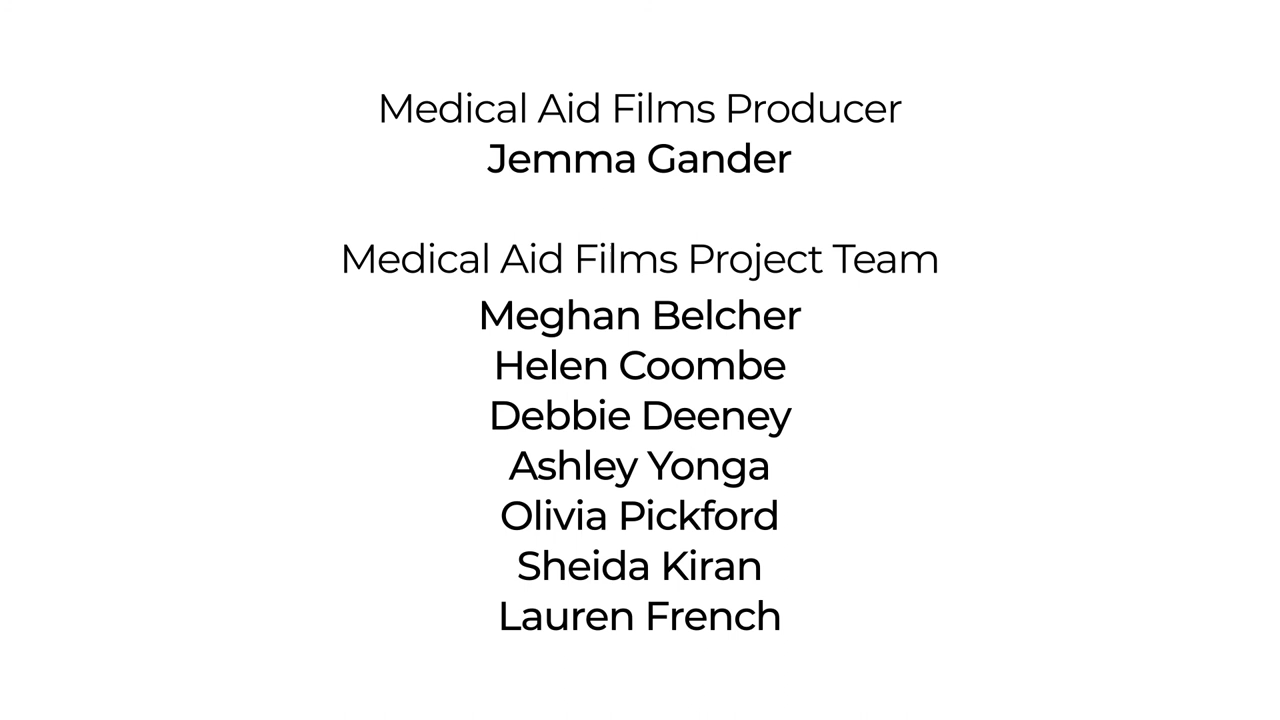 Medical Aid Films Producer
Jemma Gander
Medical Aid Films Project Team
Meghan Belcher
Helen Coombe
Debbie Deeney
Ashley Yonga
Olivia Pickford
Sheida Kiran
Lauren French